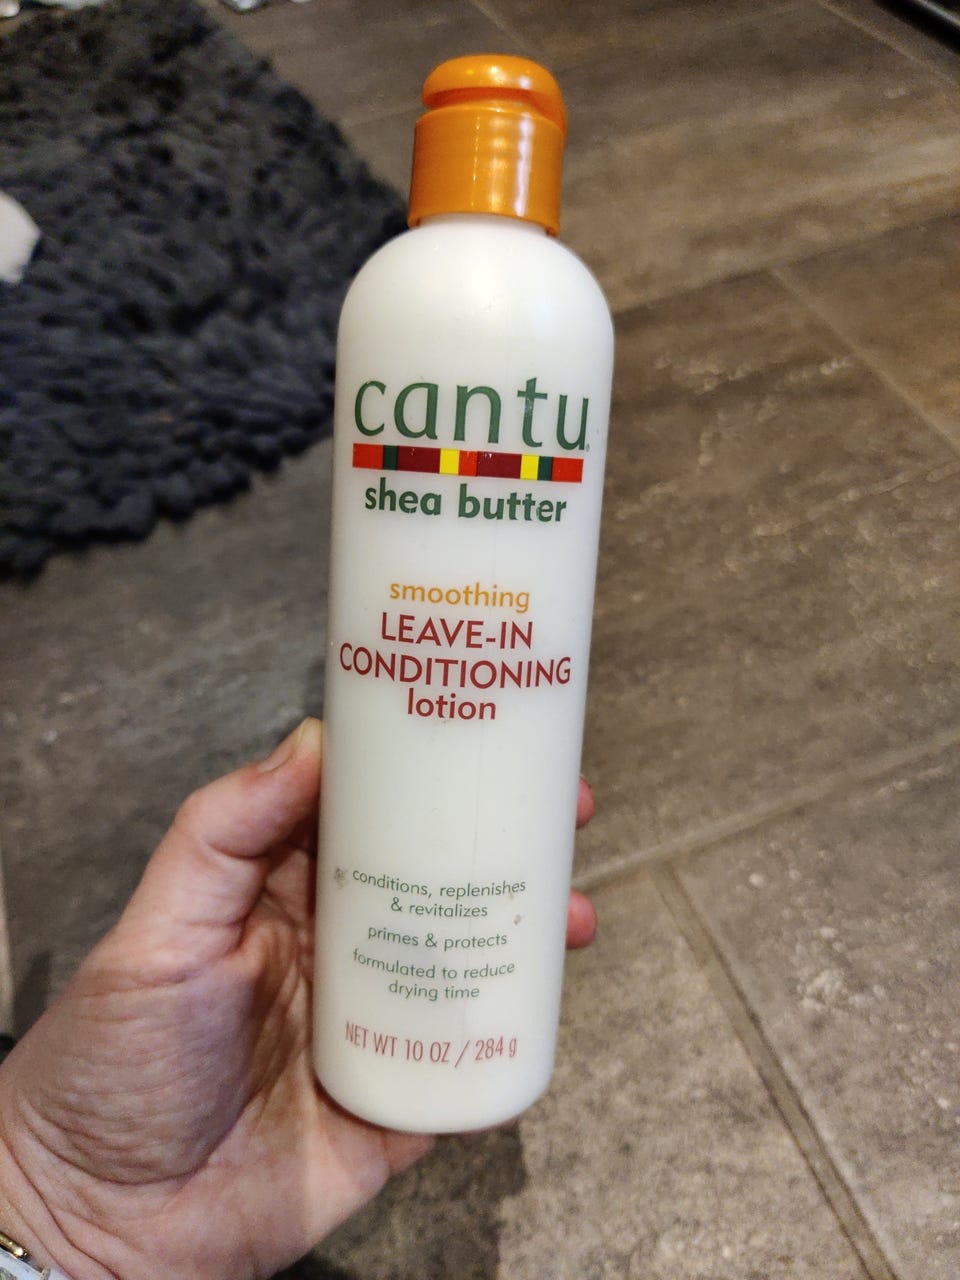 cantu
shea butter
smoothing
LEAVE-IN
CONDITIONING
lotion
conditions, replenishes
& revitalizes
primes & protects
formulated to reduce
drying time
NET WT 10 OZ / 284 g